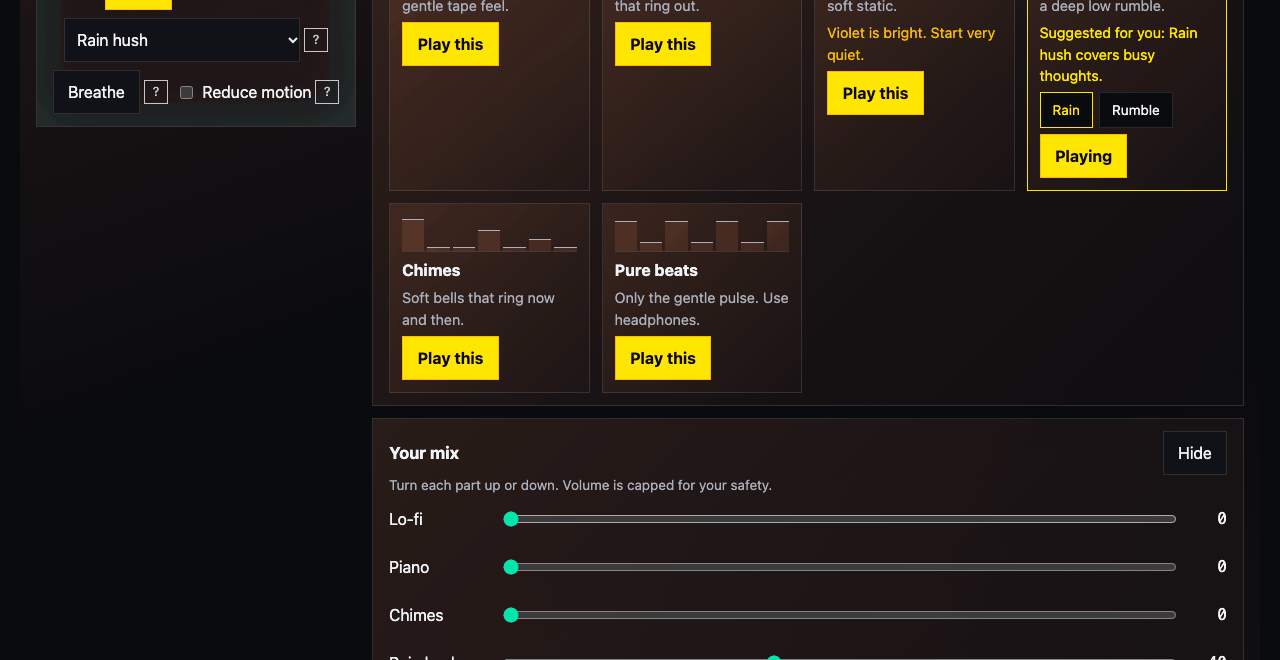 Rain hush
?
Breathe
?
Reduce motion
?
gentle tape feel.
Play this
that ring out.
Play this
soft static.
Violet is bright. Start very
quiet.
Play this
a deep low rumble.
Suggested for you: Rain
hush covers busy
thoughts.
Rain
Rumble
Playing
Chimes
Soft bells that ring now
and then.
Play this
Pure beats
Only the gentle pulse. Use
headphones.
Play this
Your mix
Hide
Turn each part up or down. Volume is capped for your safety.
Lo-fi
0
Piano
0
Chimes
0